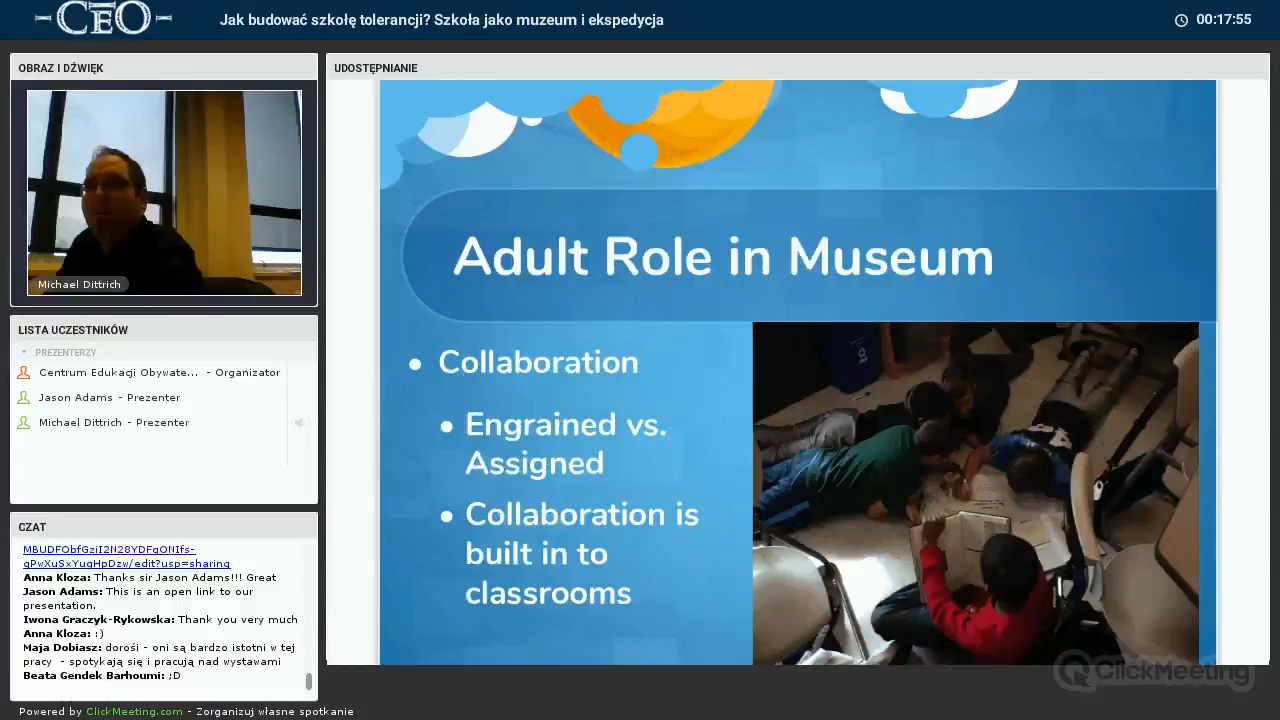 CEO
Jak budować szkołę tolerancji? Szkoła jako muzeum i ekspedycja
00:17:55
OBRAZ I DŹWIĘK
Michael Dittrich
LISTA UCZESTNIKÓW
PREZENTERZY
Centrum Edukacji Obywate... - Organizator
Jason Adams - Prezenter
Michael Dittrich - Prezenter
CZAT
Anna Kloza: Thanks sir Jason Adams!!! Great
Jason Adams: This is an open link to our
presentation.
Iwona Graczyk-Rykowska: Thank you very much
Anna Kloza: :)
Maja Dobiasz: dorośi - oni są bardzo istotni w tej
pracy - spotykają się i pracują nad wystawami
Beata Gendek Barhoumi: ;D
UDOSTĘPNIANIE
Adult Role in Museum
• Collaboration
• Engrained vs.
Assigned
• Collaboration is
built in to
classrooms
ClickMeeting
Powered by ClickMeeting.com - Zorganizuj własne spotkanie